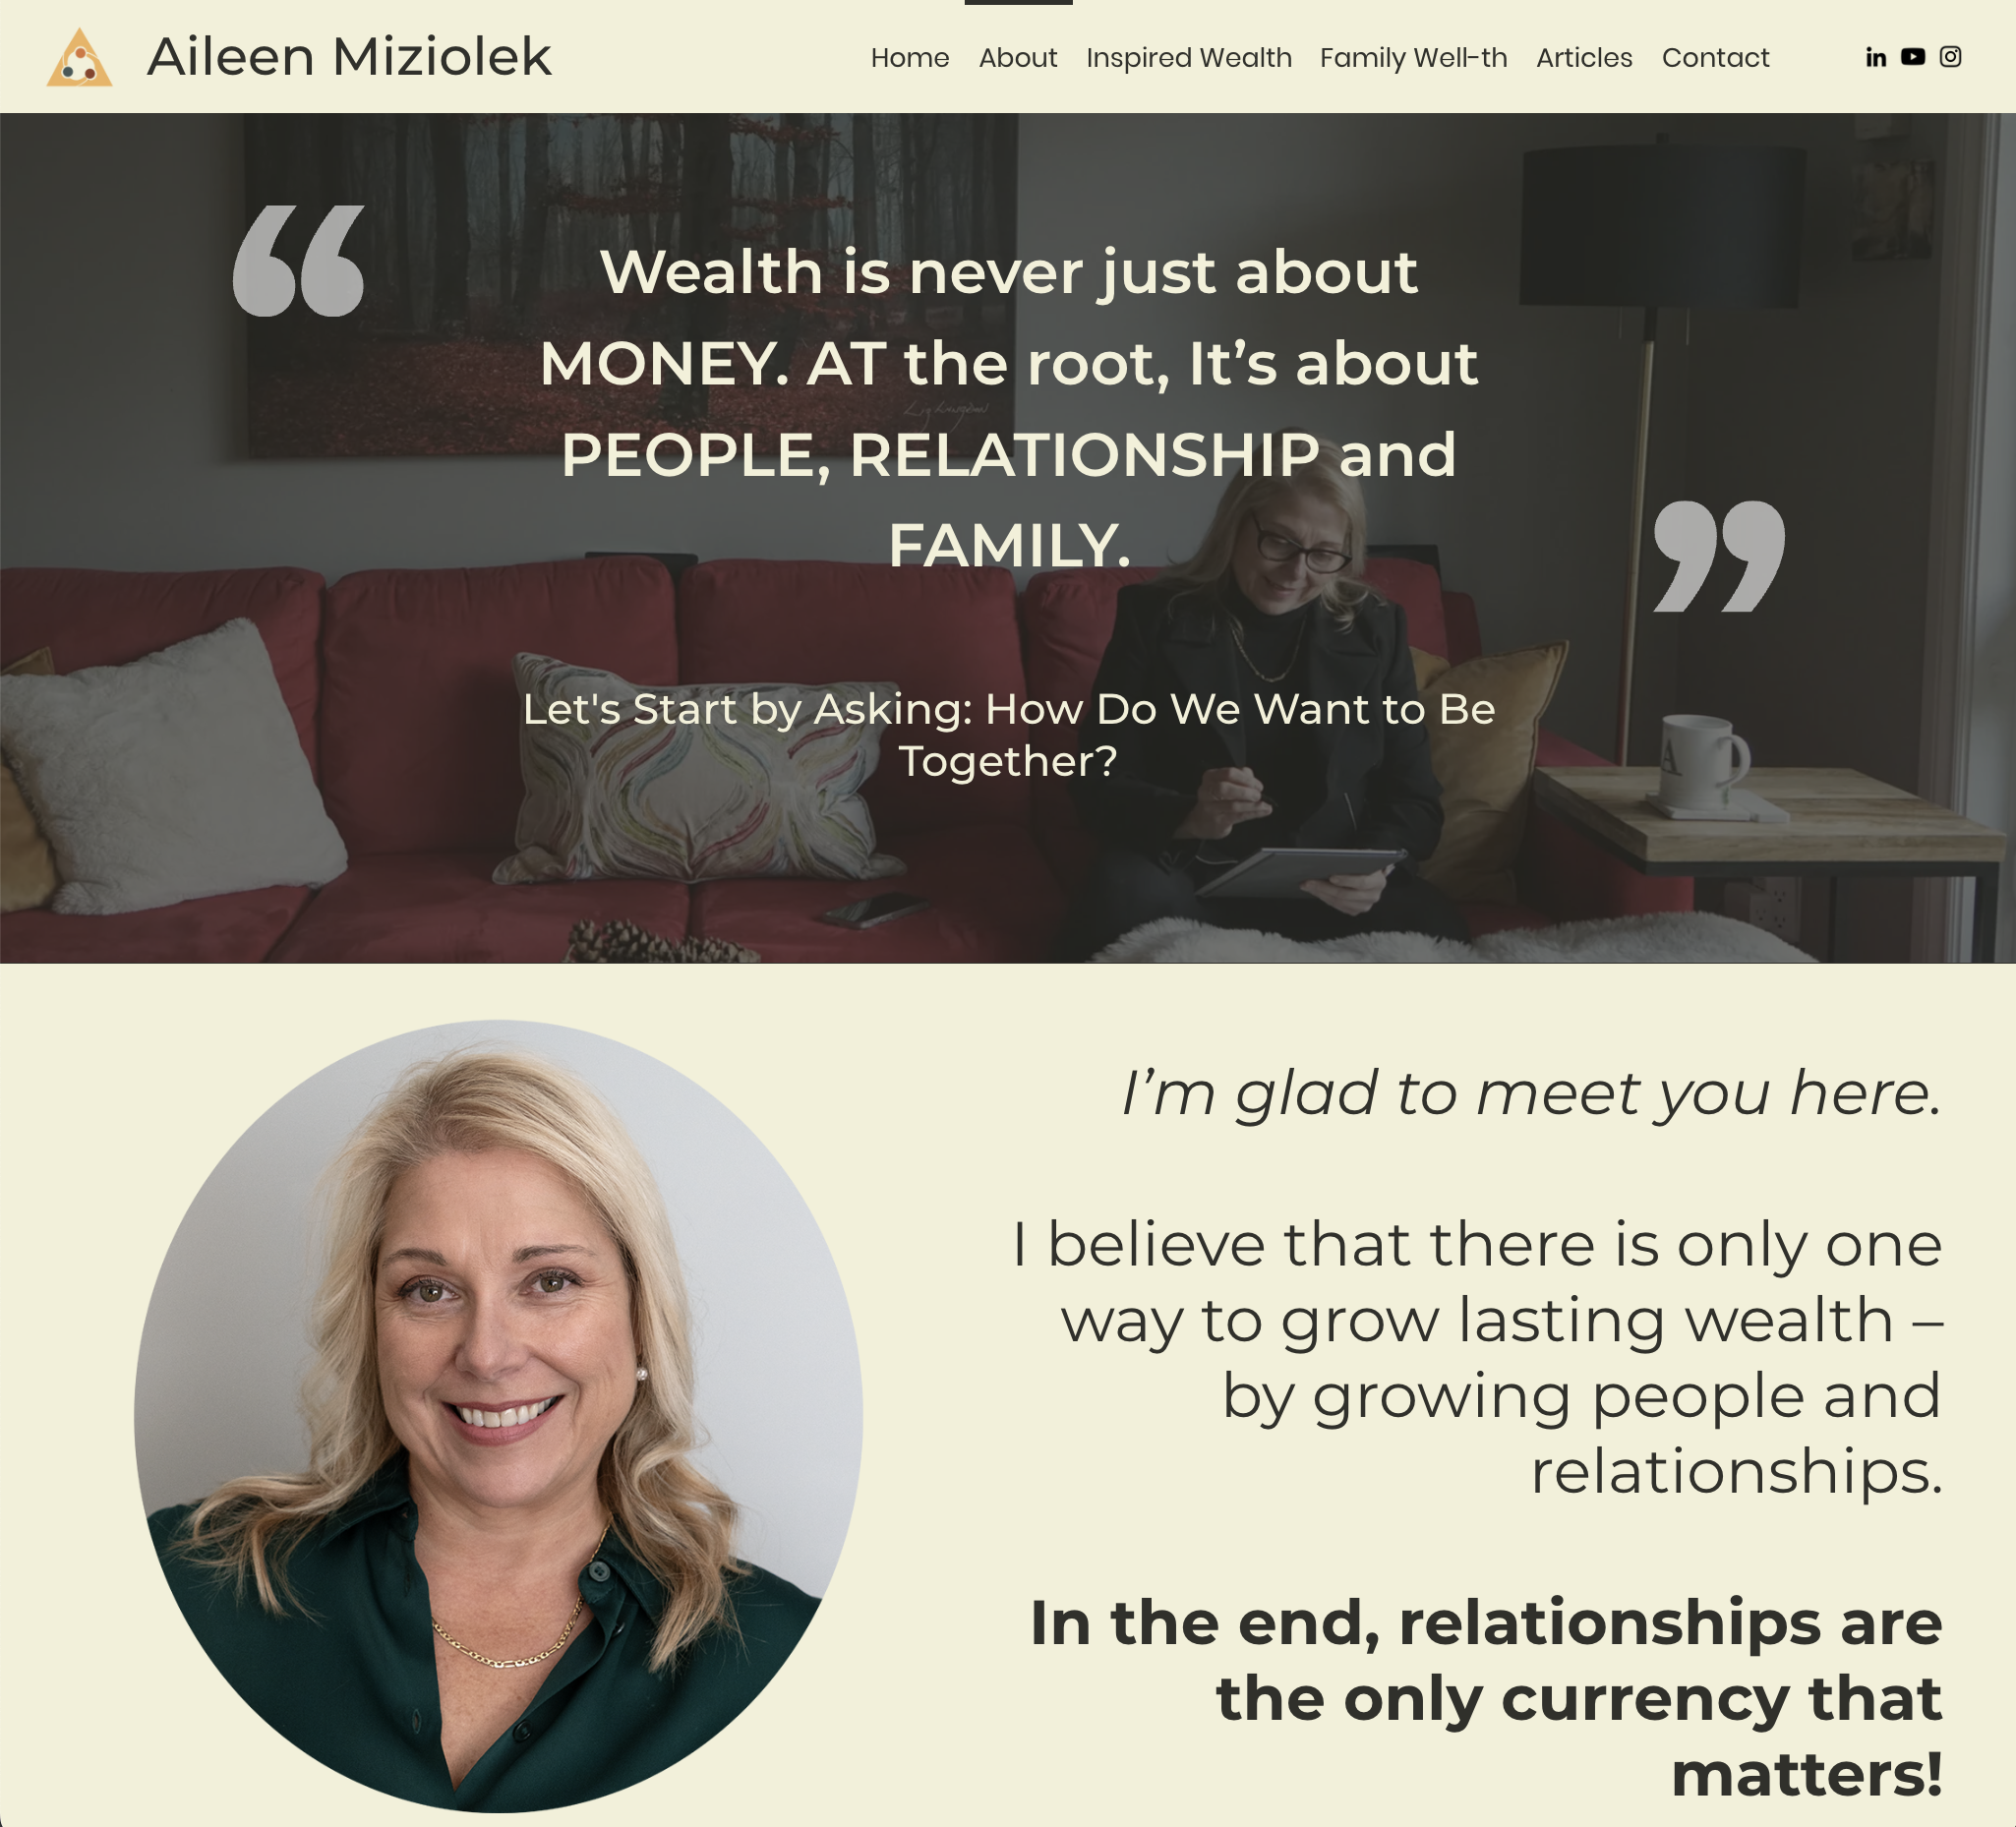 Aileen Miziolek
Home About Inspired Wealth Family Well-th Articles Contact
in
“
Wealth is never just about
MONEY. AT the root, It’s about
PEOPLE, RELATIONSHIP and
FAMILY.
”
Let's Start by Asking: How Do We Want to Be
Together?
A
I’m glad to meet you here.
I believe that there is only one
way to grow lasting wealth –
by growing people and
relationships.
In the end, relationships are
the only currency that
matters!